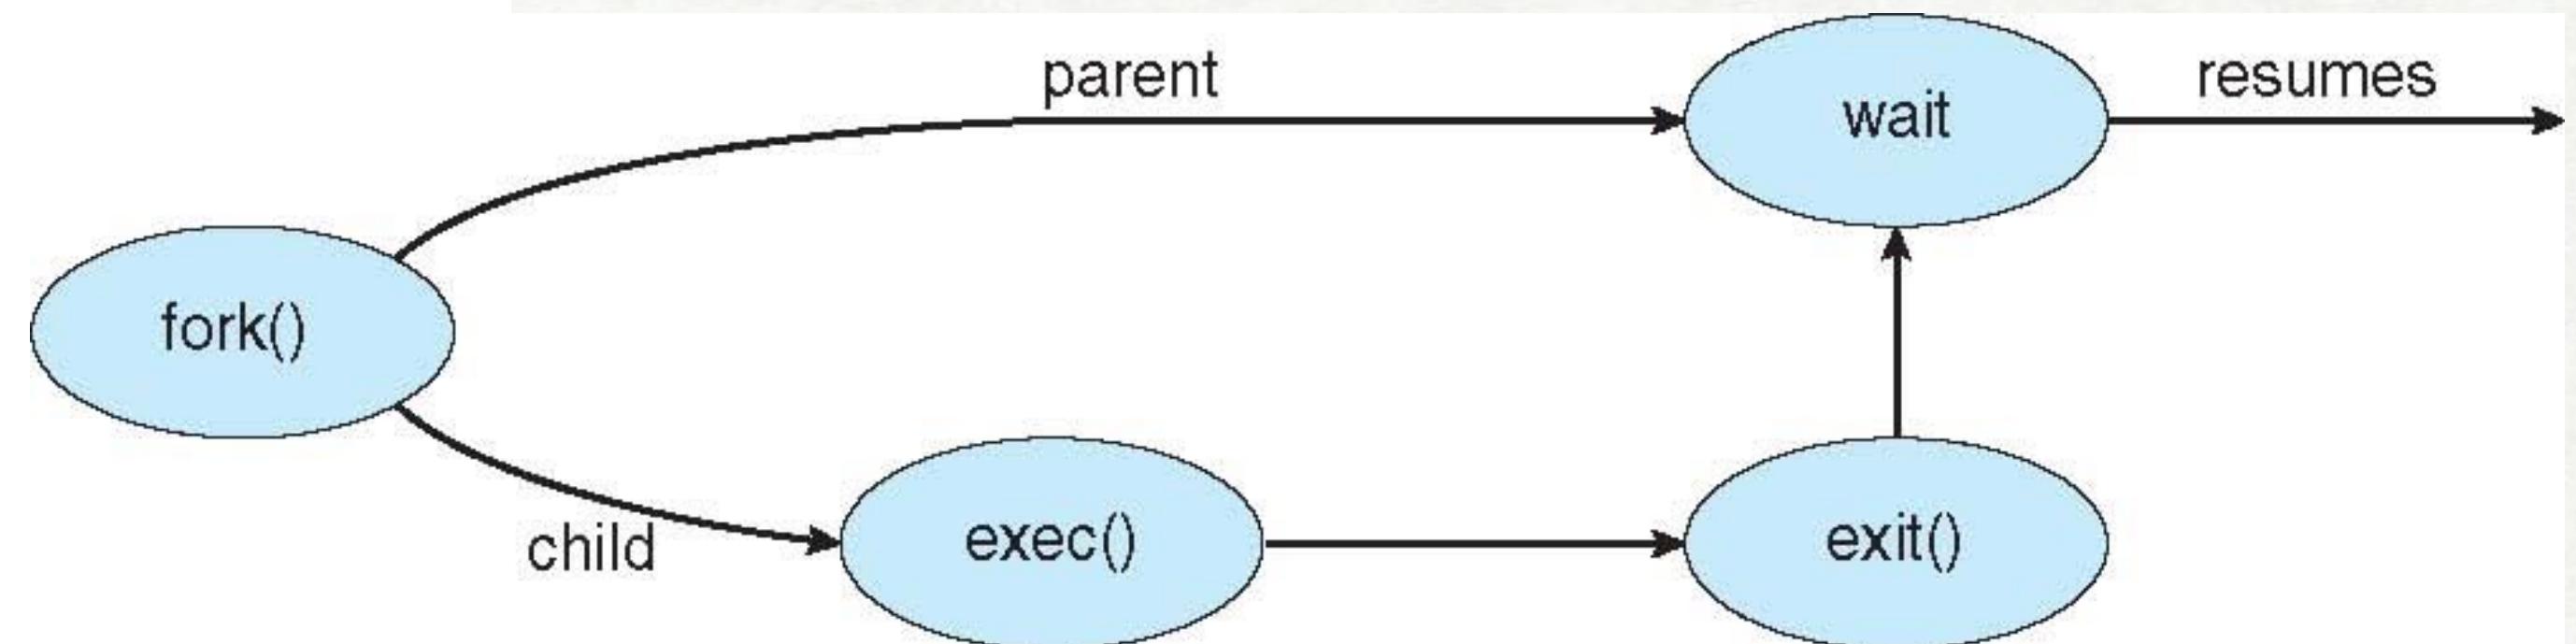 parent
resumes
wait
fork()
child
exec()
exit()